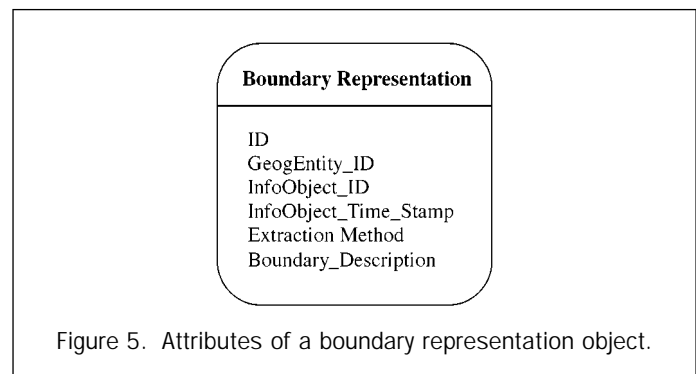 Boundary Representation
ID
GeogEntity_ID
InfoObject_ID
InfoObject_Time_Stamp
Extraction Method
Boundary_Description
Figure 5. Attributes of a boundary representation object.